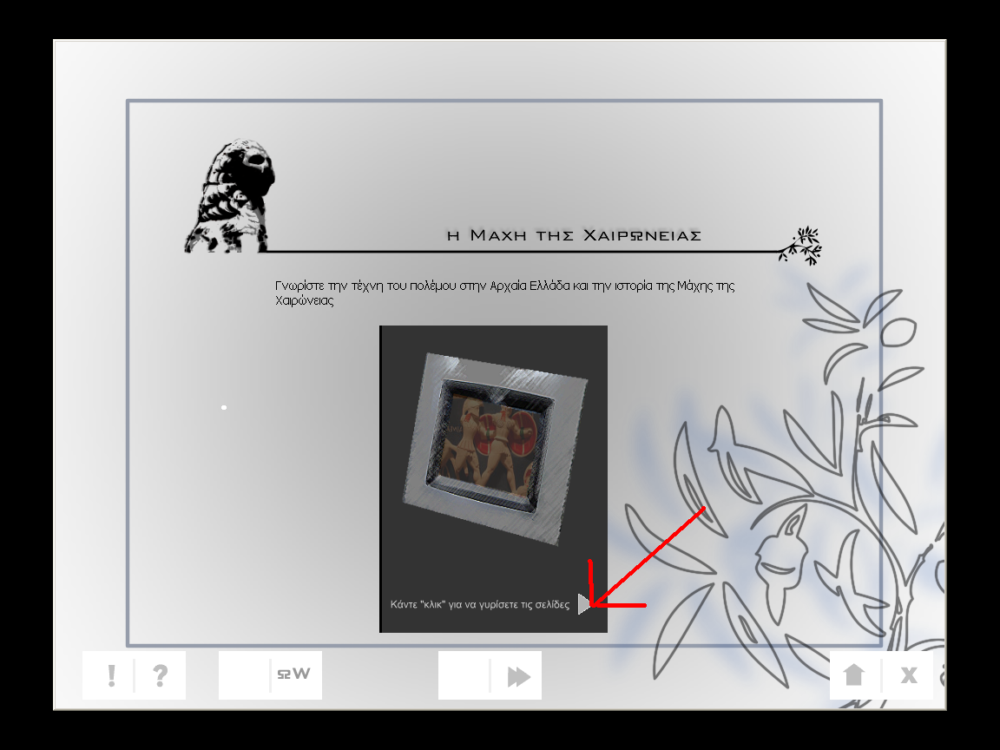 η Μαχη της Χαιρωνειας
Γνωρίστε την τέχνη του πολέμου στην Αρχαία Ελλάδα και την ιστορία της Μάχης της
Χαιρώνειας
Κάντε "κλικ" για να γυρίσετε τις σελίδες
! ? ΩW X